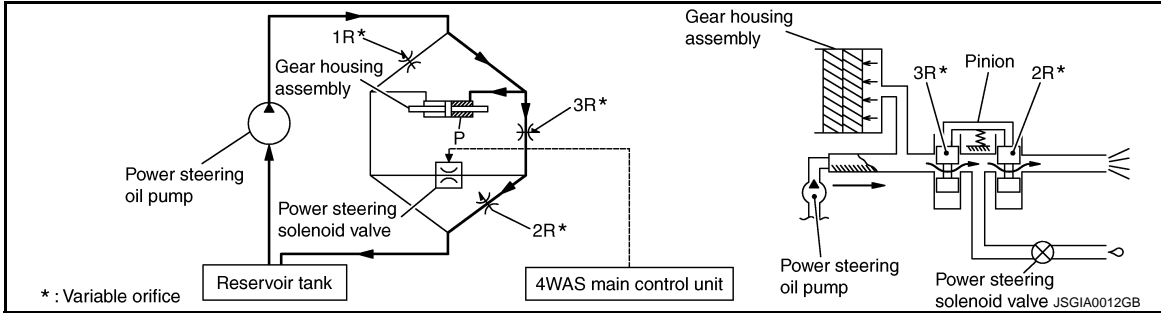 1R*
Gear housing
assembly
3R*
P
Power steering
oil pump
Power steering
solenoid valve
2R*
Reservoir tank
4WAS main control unit
* : Variable orifice
Gear housing
assembly
Pinion
3R*
2R*
Power steering
oil pump
Power steering
solenoid valve
JSGIA0012GB